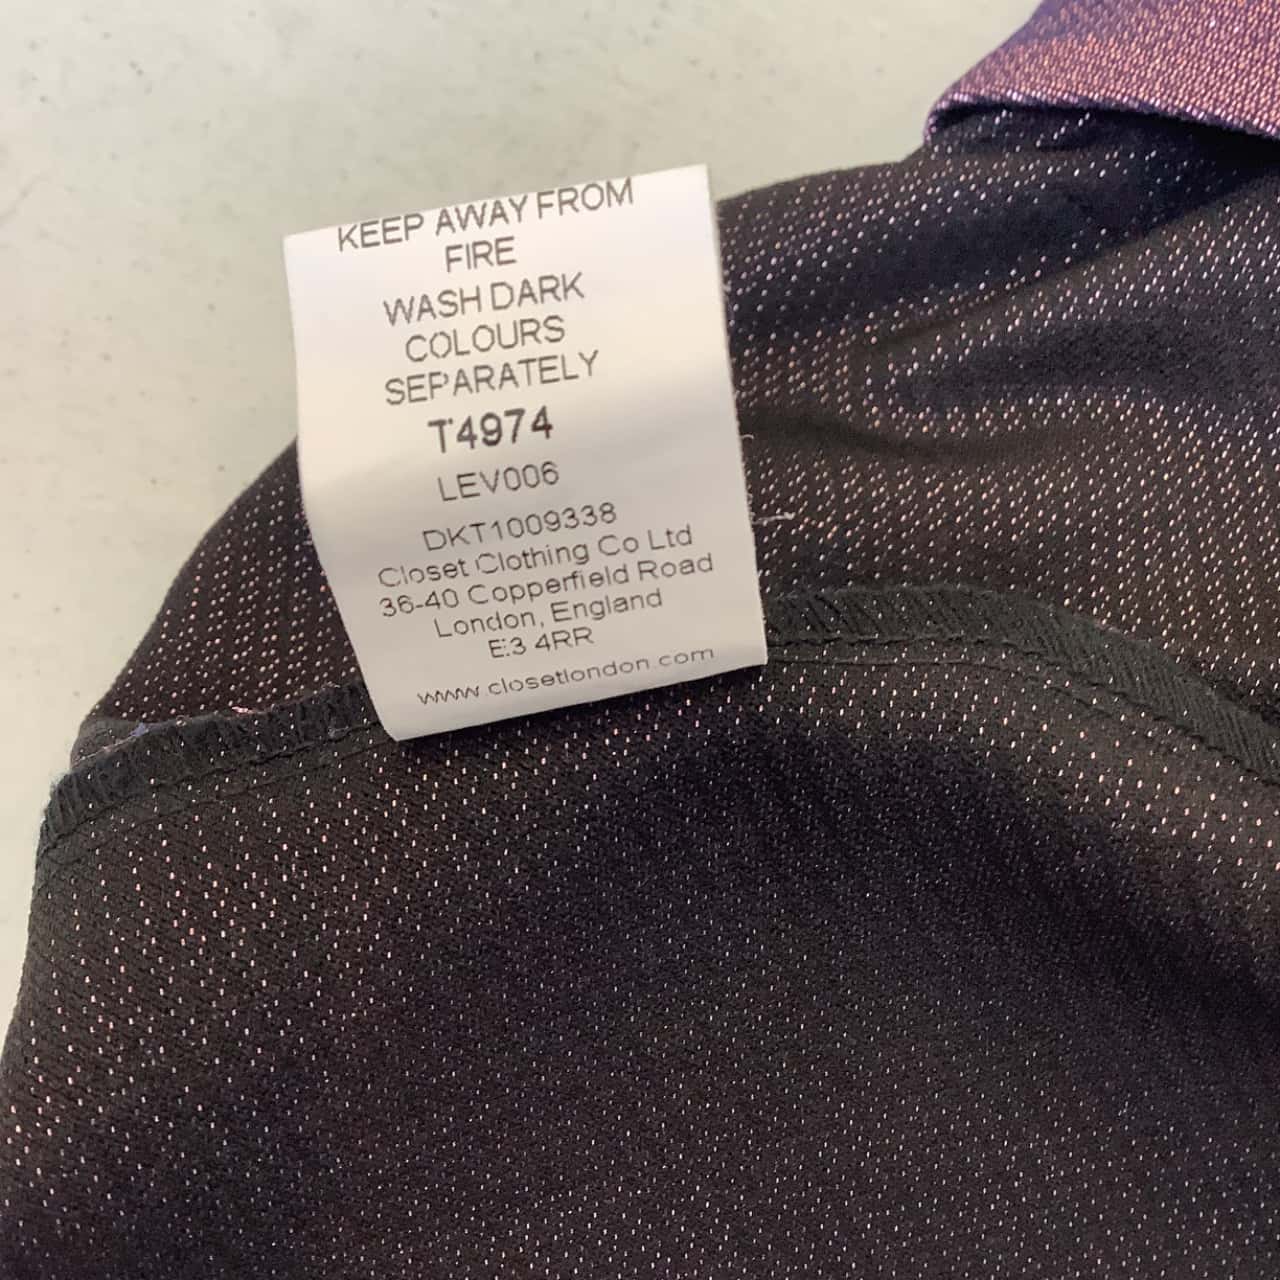 KEEP AWAY FROM
FIRE
WASH DARK
COLOURS
SEPARATELY
T4974
LEV006
DKT1009338
Closet Clothing Co Ltd
36-40 Copperfield Road
London, England
E3 4RR
www.closetlondon.com